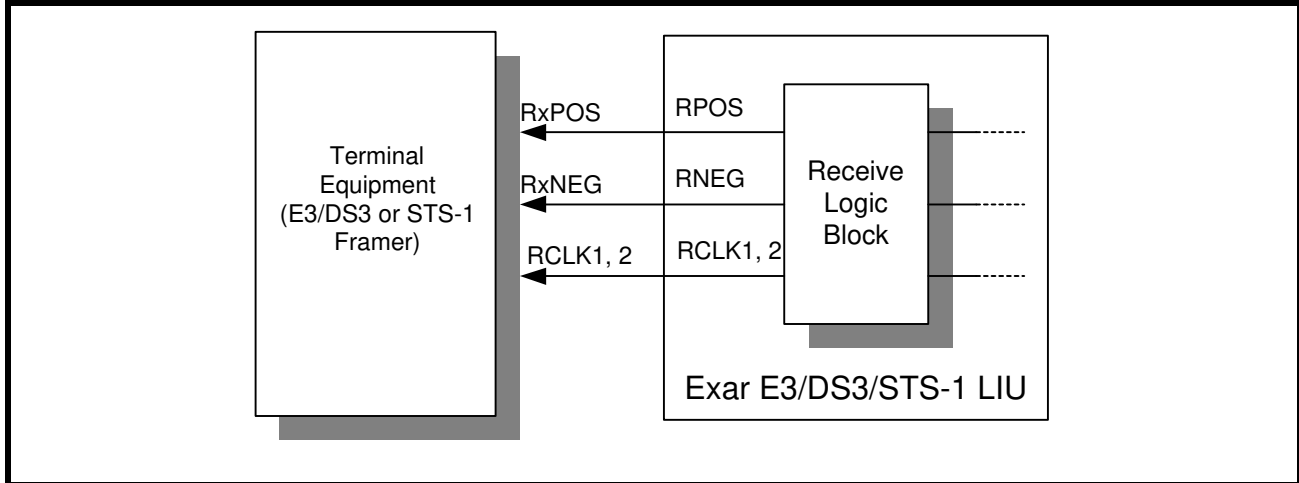 RxPOS
RPOS
Terminal
Equipment
(E3/DS3 or STS-1
Framer)
RxNEG
RNEG
Receive
Logic
Block
RCLK1, 2
RCLK1, 2
Exar E3/DS3/STS-1 LIU